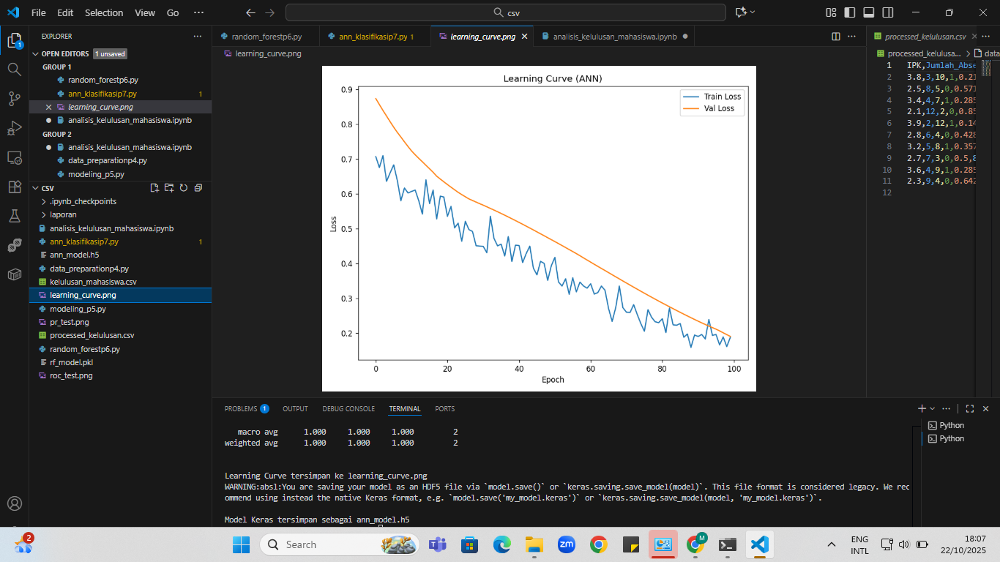 File Edit Selection View Go ···
csv
EXPLORER
OPEN EDITORS 1 unsaved
GROUP 1
random_forestp6.py
ann_klasifikasip7.py 1
learning_curve.png
analisis_kelulusan_mahasiswa.ipynb
GROUP 2
analisis_kelulusan_mahasiswa.ipynb
data_preparationp4.py
modeling_p5.py
CSV
.ipynb_checkpoints
laporan
analisis_kelulusan_mahasiswa.ipynb
ann_klasifikasip7.py 1
ann_model.h5
data_preparationp4.py
kelulusan_mahasiswa.csv
learning_curve.png
modeling_p5.py
pr_test.png
processed_kelulusan.csv
random_forestp6.py
rf_model.pkl
roc_test.png
1
random_forestp6.py
ann_klasifikasip7.py 1
learning_curve.png
analisis_kelulusan_mahasiswa.ipynb
learning_curve.png
Learning Curve (ANN)
Train Loss
Val Loss
0.9
0.8
0.7
0.6
0.5
0.4
0.3
0.2
Loss
0 20 40 60 80 100
Epoch
processed_kelulusan.csv
processed_kelusa... > data
1 IPK,Jumlah_Abse
2 3.8,3,10,1,0.21
3 2.5,8,5,0,0.571
4 3.4,4,7,1,0.285
5 2.1,12,2,0,0.85
6 3.9,2,12,1,0.14
7 2.8,6,4,0,0.428
8 3.2,5,8,1,0.357
9 2.7,7,3,0,0.5,8
10 3.6,4,9,1,0.285
11 2.3,9,4,0,0.642
12
PROBLEMS 1 OUTPUT DEBUG CONSOLE TERMINAL PORTS
macro avg 1.000 1.000 1.000 2
weighted avg 1.000 1.000 1.000 2
Learning Curve tersimpan ke learning_curve.png
WARNING:absl:You are saving your model as an HDF5 file via `model.save()` or `keras.saving.save_model(model)`. This file format is considered legacy. We rec
ommend using instead the native Keras format, e.g. `model.save('my_model.keras')` or `keras.saving.save_model(model, 'my_model.keras')`.
Model Keras tersimpan sebagai ann_model.h5
Python
Python
2
Search
zm
M
ENG
INTL
18:07
22/10/2025